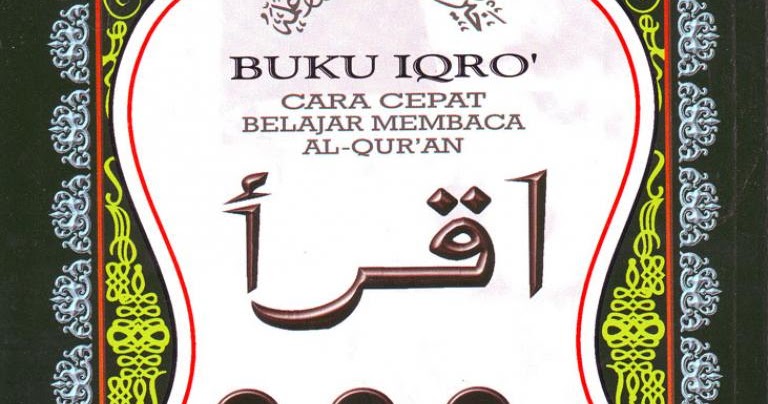 BUKU IQRO'
CARA CEPAT
BELAJAR MEMBACA
AL-QUR'AN
اقرأ